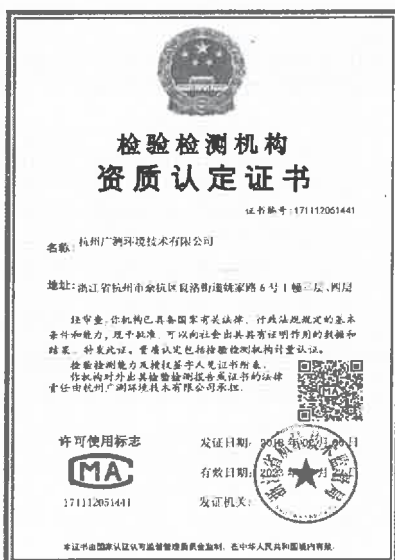 检验检测机构
资质认定证书
证书编号:171112051441
名称:杭州广测环境技术有限公司
地址:浙江省杭州市余杭区良渚街道姚家路6号1幢三层、四层
经审查,你机构已具备国家有关法律、行政法规规定的基本
条件和能力,现予批准,可以向社会出具具有证明作用的数据和
结果,特发此证。资质认定包括检验检测机构计量认证。
检验检测能力及授权签字人见证书附表。
你机构对外出具检验检测报告或证书的法律
责任由杭州广测环境技术有限公司承担。
许可使用标志
发证日期:
MA
有效日期:
171112051441
发证机关:
本证书由国家认证认可监督管理委员会监制,在中华人民共和国境内有效。